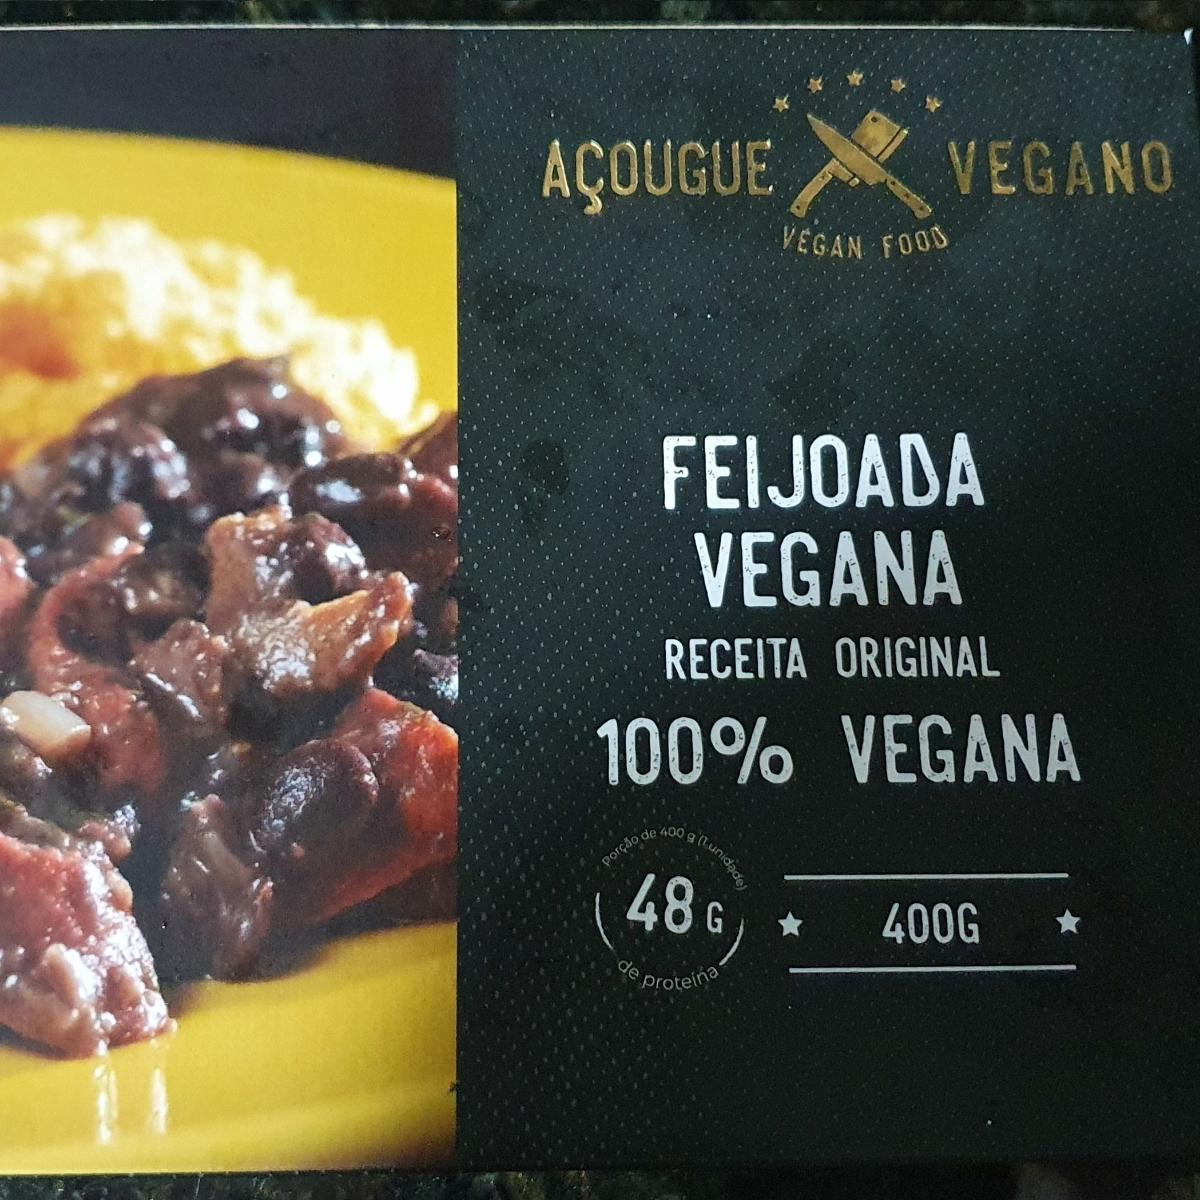 AÇOUGUE VEGANO
VEGAN FOOD
FEIJOADA
VEGANA
RECEITA ORIGINAL
100% VEGANA
Porção de 400 g (1 unidade)
48 G
de proteína
400G